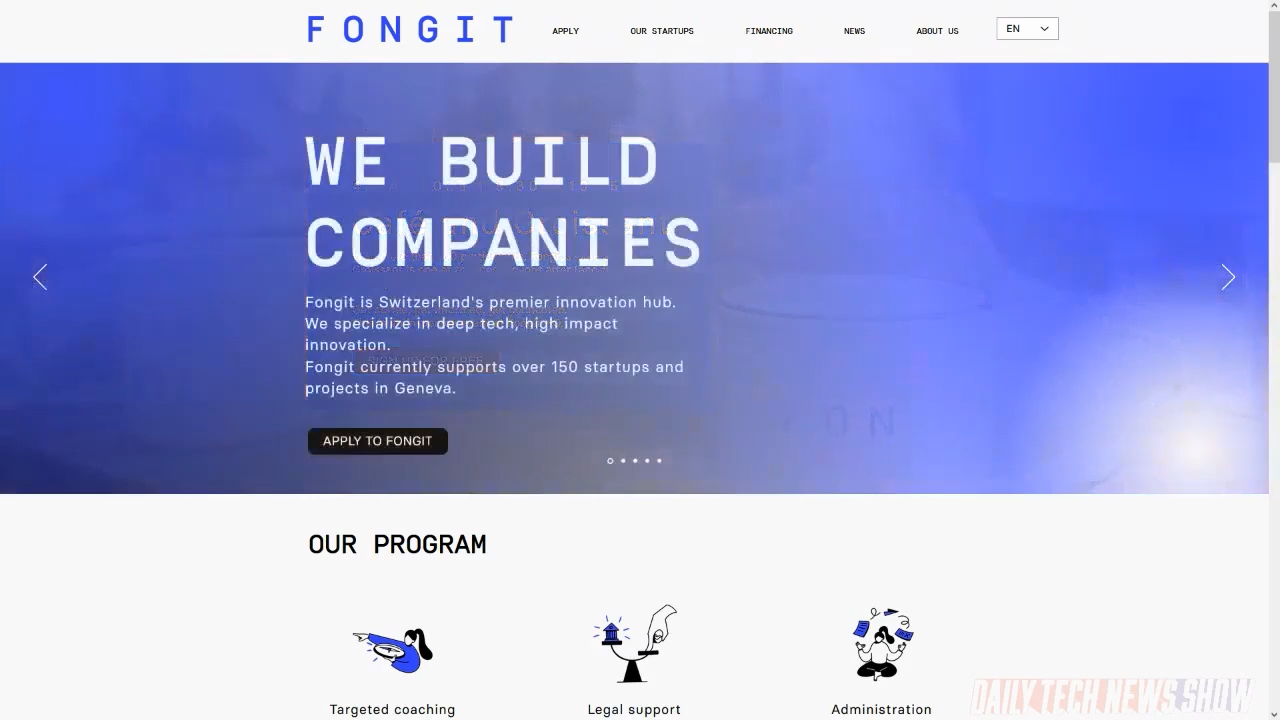 FONGIT
APPLY
OUR STARTUPS
FINANCING
NEWS
ABOUT US
EN
WE BUILD
COMPANIES
Fongit is Switzerland's premier innovation hub.
We specialize in deep tech, high impact
innovation.
Fongit currently supports over 150 startups and
projects in Geneva.
APPLY TO FONGIT
OUR PROGRAM
Targeted coaching
Legal support
Administration
DAILY TECH NEWS SHOW